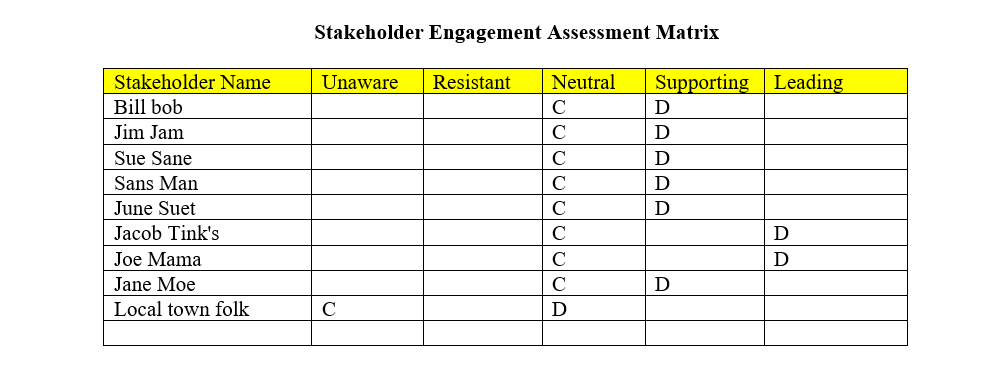 Stakeholder Engagement Assessment Matrix
Stakeholder Name Unaware Resistant Neutral Supporting Leading
Bill bob C D
Jim Jam C D
Sue Sane C D
Sans Man C D
June Suet C D
Jacob Tink's C D
Joe Mama C D
Jane Moe C D
Local town folk C D